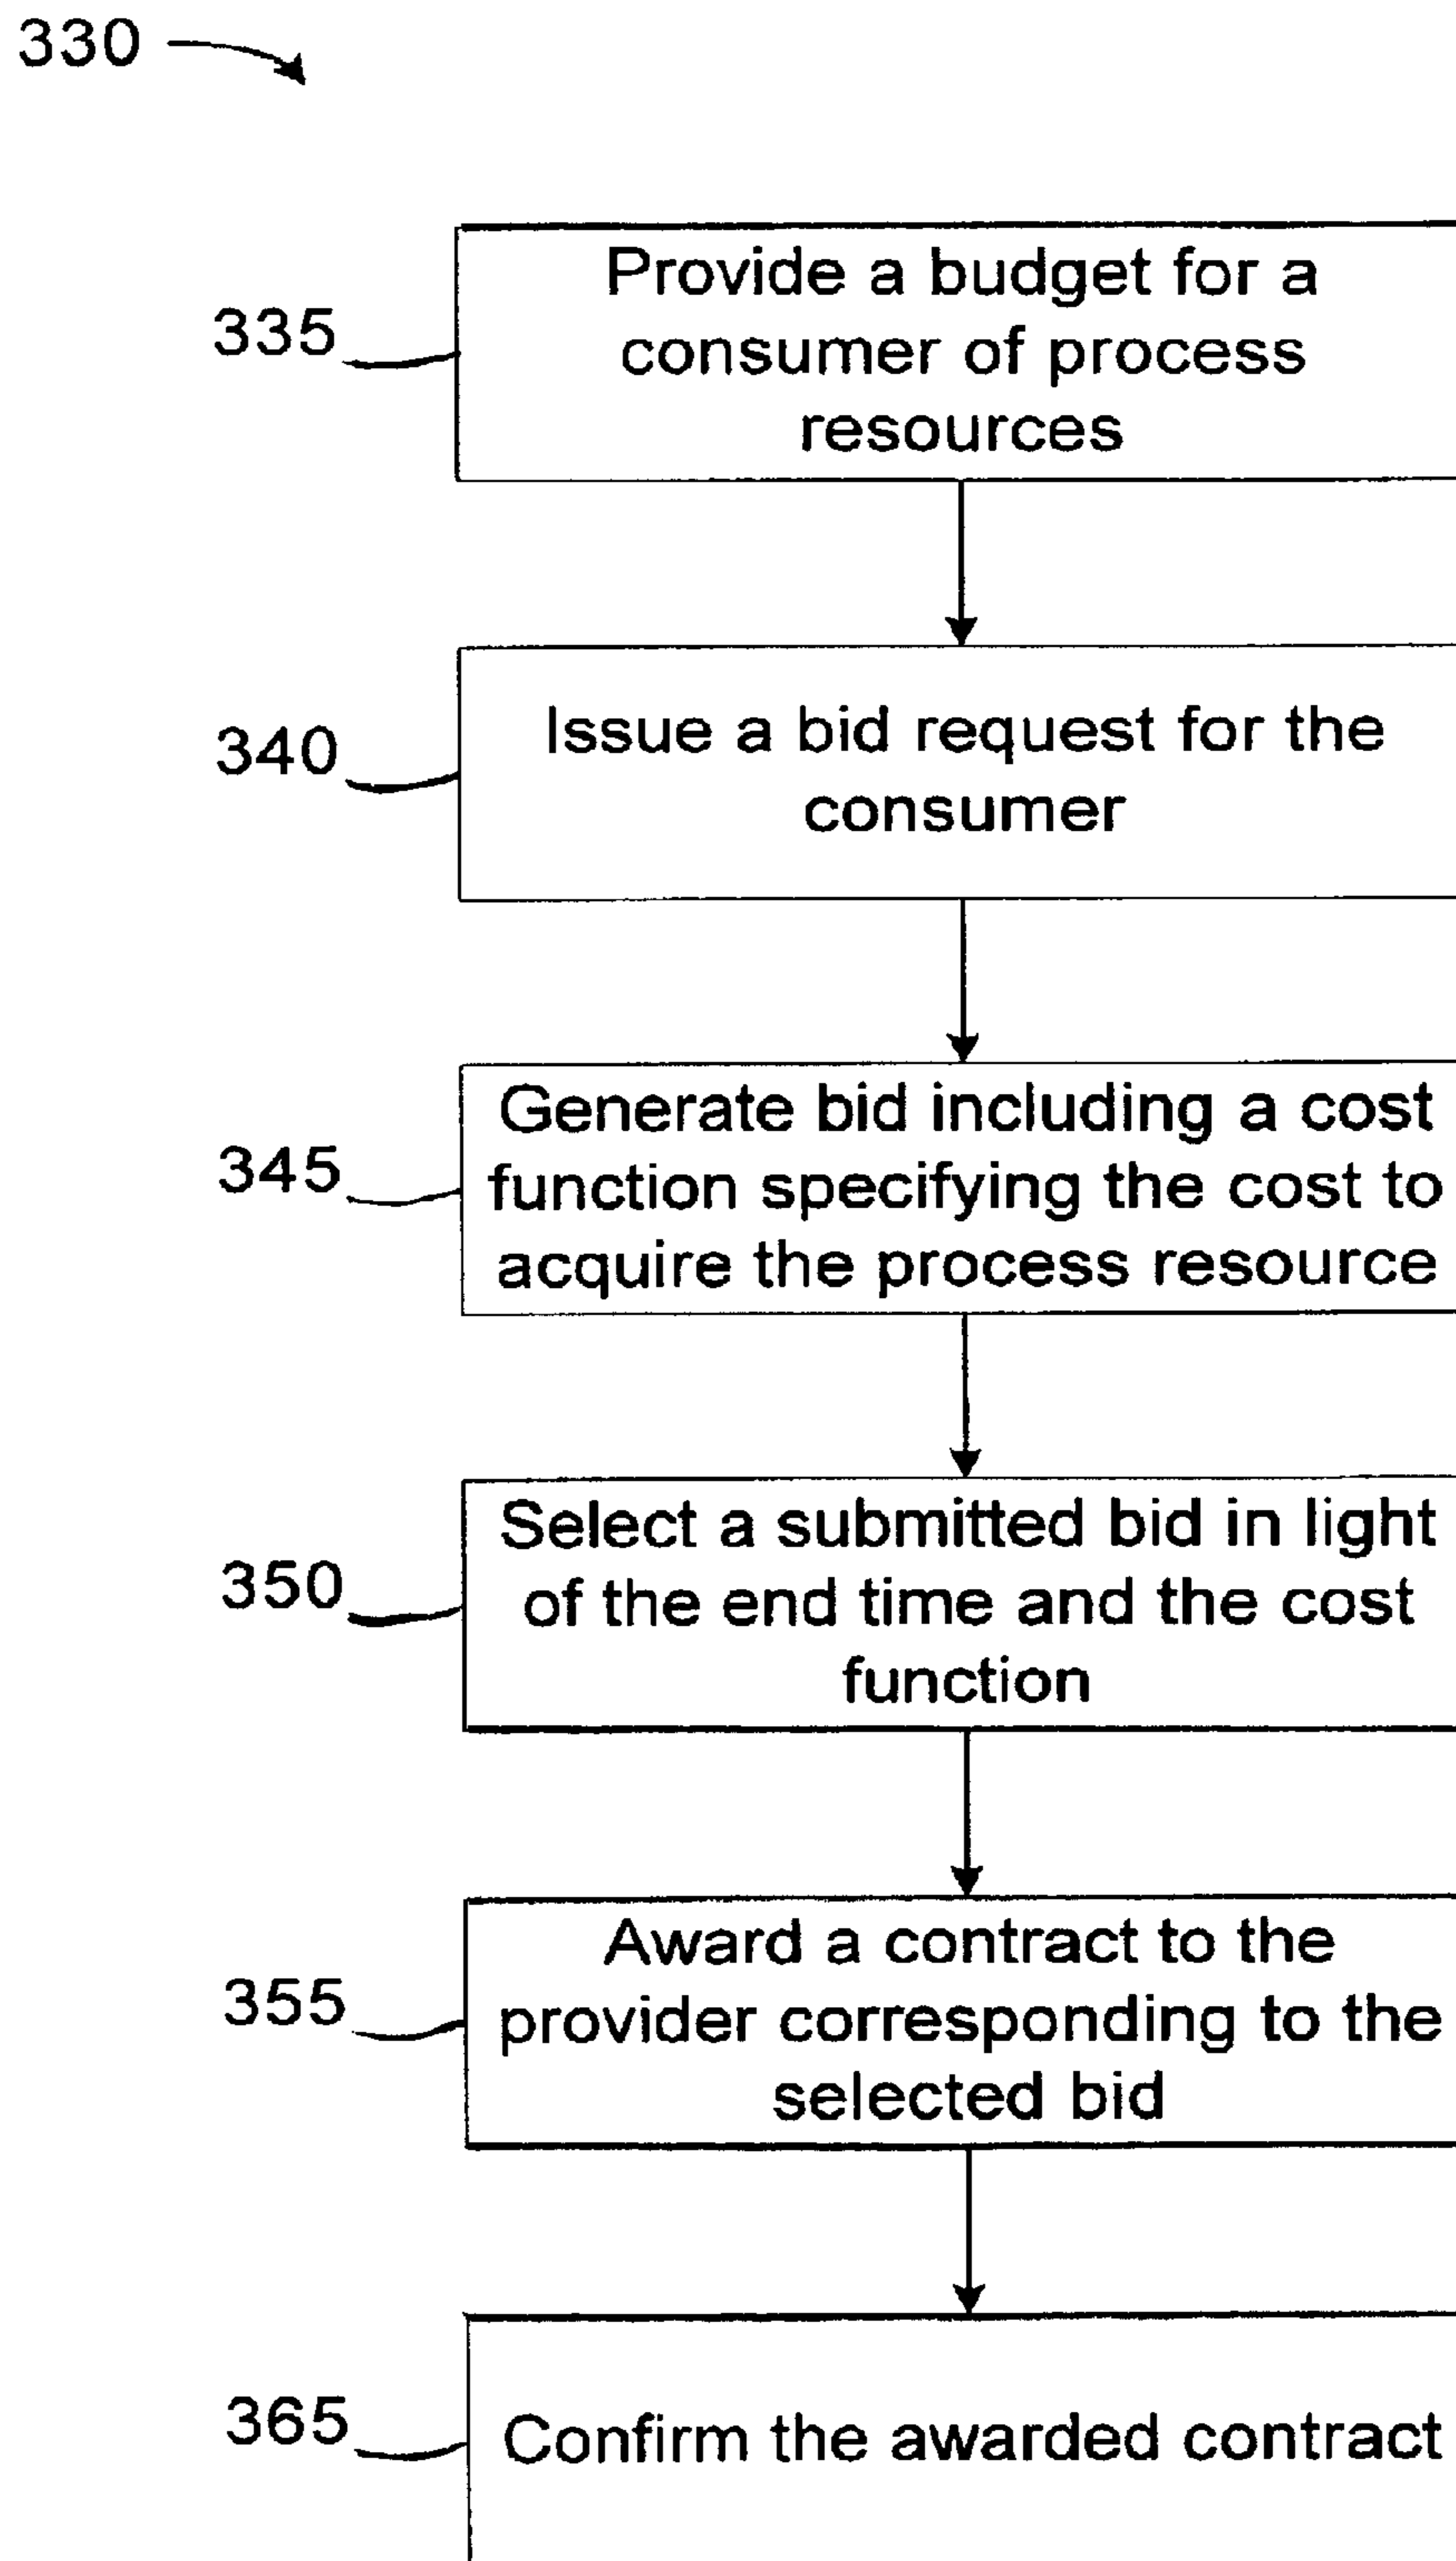 330
335
Provide a budget for a
consumer of process
resources
340
Issue a bid request for the
consumer
345
Generate bid including a cost
function specifying the cost to
acquire the process resource
350
Select a submitted bid in light
of the end time and the cost
function
355
Award a contract to the
provider corresponding to the
selected bid
365
Confirm the awarded contract